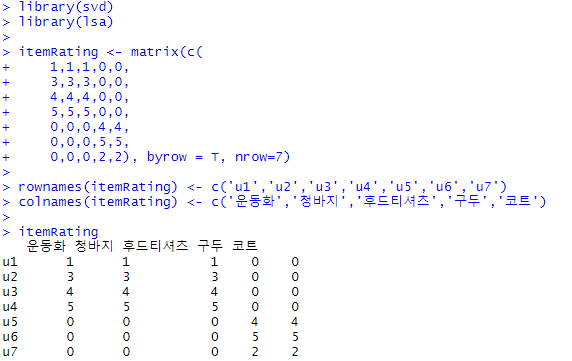 > library(svd)
> library(lsa)
>
> itemRating <- matrix(c(
+     1,1,1,0,0,
+     3,3,3,0,0,
+     4,4,4,0,0,
+     5,5,5,0,0,
+     0,0,0,4,4,
+     0,0,0,5,5,
+     0,0,0,2,2), byrow = T, nrow=7)
>
> rownames(itemRating) <- c('u1','u2','u3','u4','u5','u6','u7')
> colnames(itemRating) <- c('운동화','청바지','후드티셔츠','구두','코트')
>
> itemRating
   운동화 청바지 후드티셔츠 구두 코트
u1      1      1          1    0    0
u2      3      3          3    0    0
u3      4      4          4    0    0
u4      5      5          5    0    0
u5      0      0          0    4    4
u6      0      0          0    5    5
u7      0      0          0    2    2